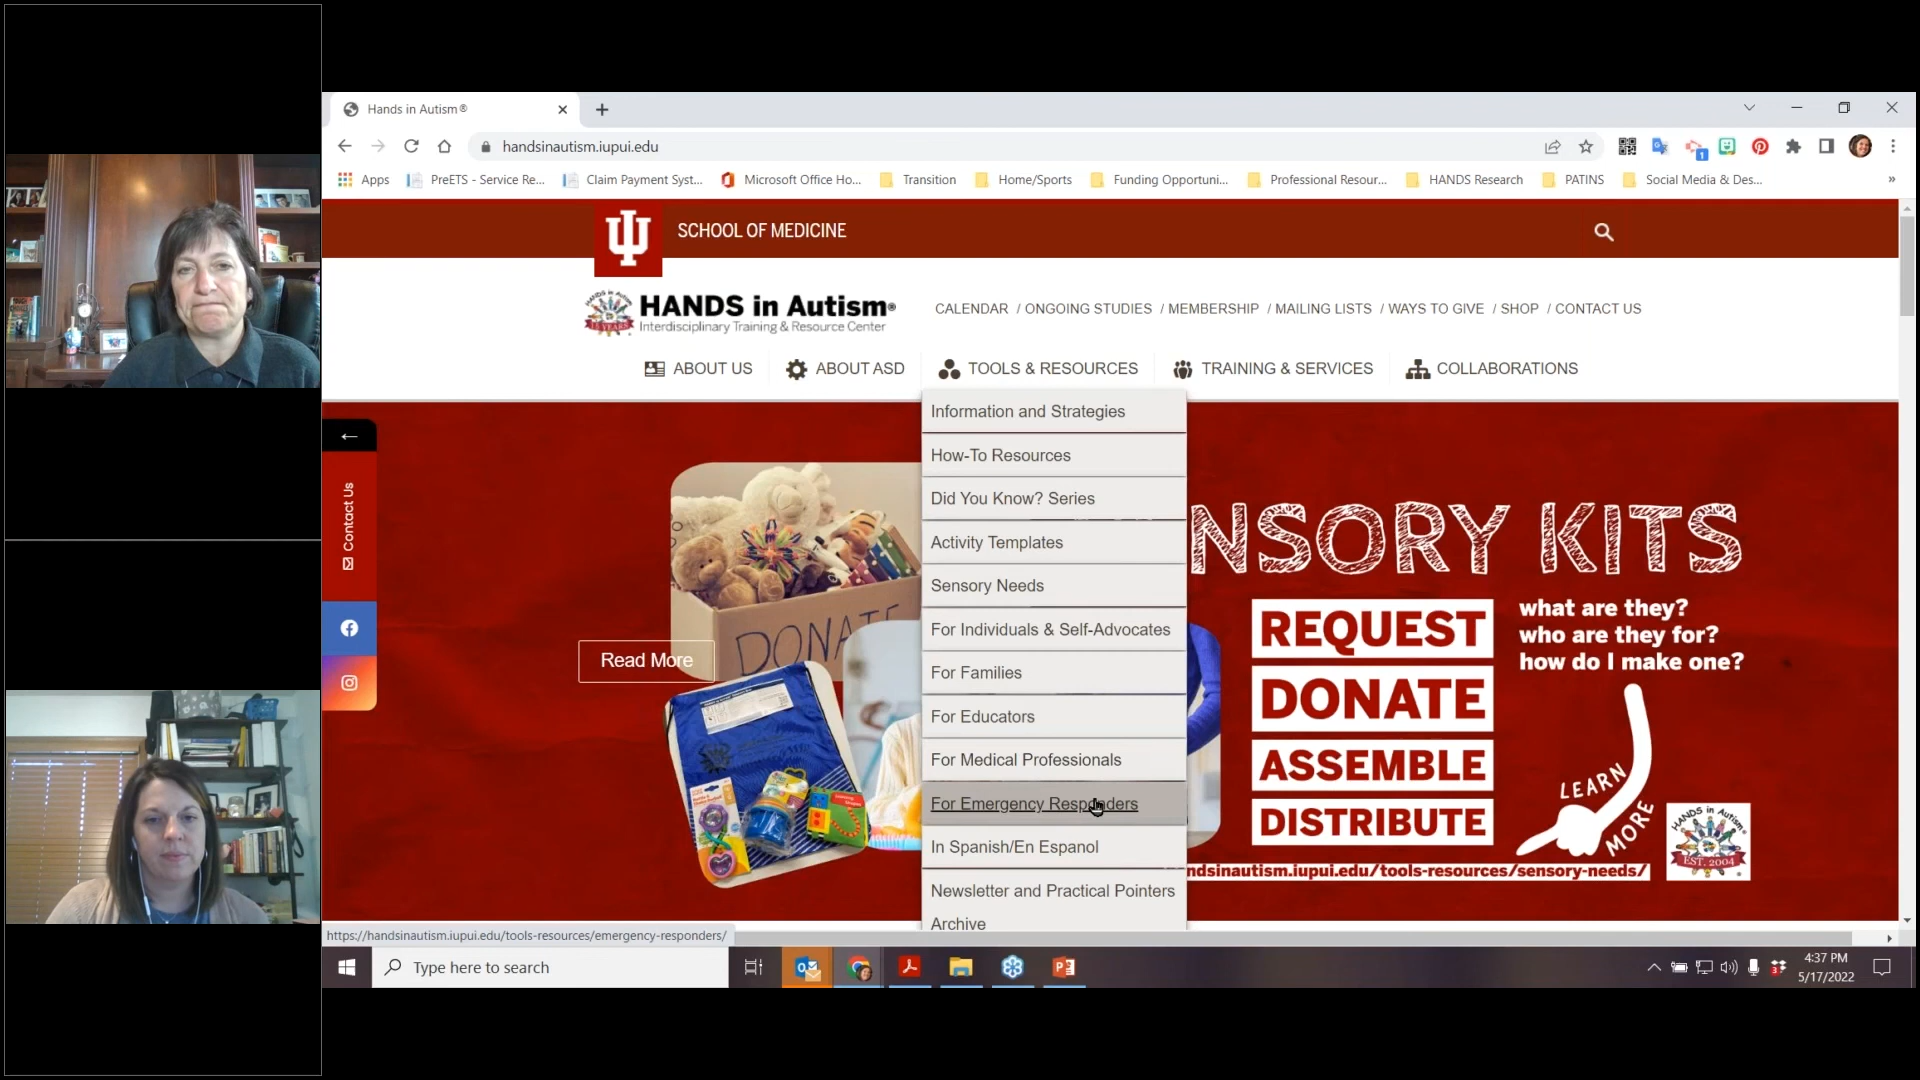 Hands in Autism®
handsinautism.iupui.edu
Apps
PreETS - Service Re...
Claim Payment Syst...
Microsoft Office Ho...
Transition
Home/Sports
Funding Opportuni...
Professional Resour...
HANDS Research
PATINS
Social Media & Des...
»
SCHOOL OF MEDICINE
HANDS in Autism®
Interdisciplinary Training & Resource Center
CALENDAR / ONGOING STUDIES / MEMBERSHIP / MAILING LISTS / WAYS TO GIVE / SHOP / CONTACT US
ABOUT US
ABOUT ASD
TOOLS & RESOURCES
TRAINING & SERVICES
COLLABORATIONS
Contact Us
Information and Strategies
How-To Resources
Did You Know? Series
Activity Templates
Sensory Needs
For Individuals & Self-Advocates
For Families
For Educators
For Medical Professionals
For Emergency Responders
In Spanish/En Espanol
Newsletter and Practical Pointers
Archive
DONATE
Read More
NSORY KITS
REQUEST
DONATE
ASSEMBLE
DISTRIBUTE
what are they?
who are they for?
how do I make one?
LEARN
MORE
HANDS in Autism
EST. 2004
ndsinautism.iupui.edu/tools-resources/sensory-needs/
https://handsinautism.iupui.edu/tools-resources/emergency-responders/
Type here to search
4:37 PM
5/17/2022